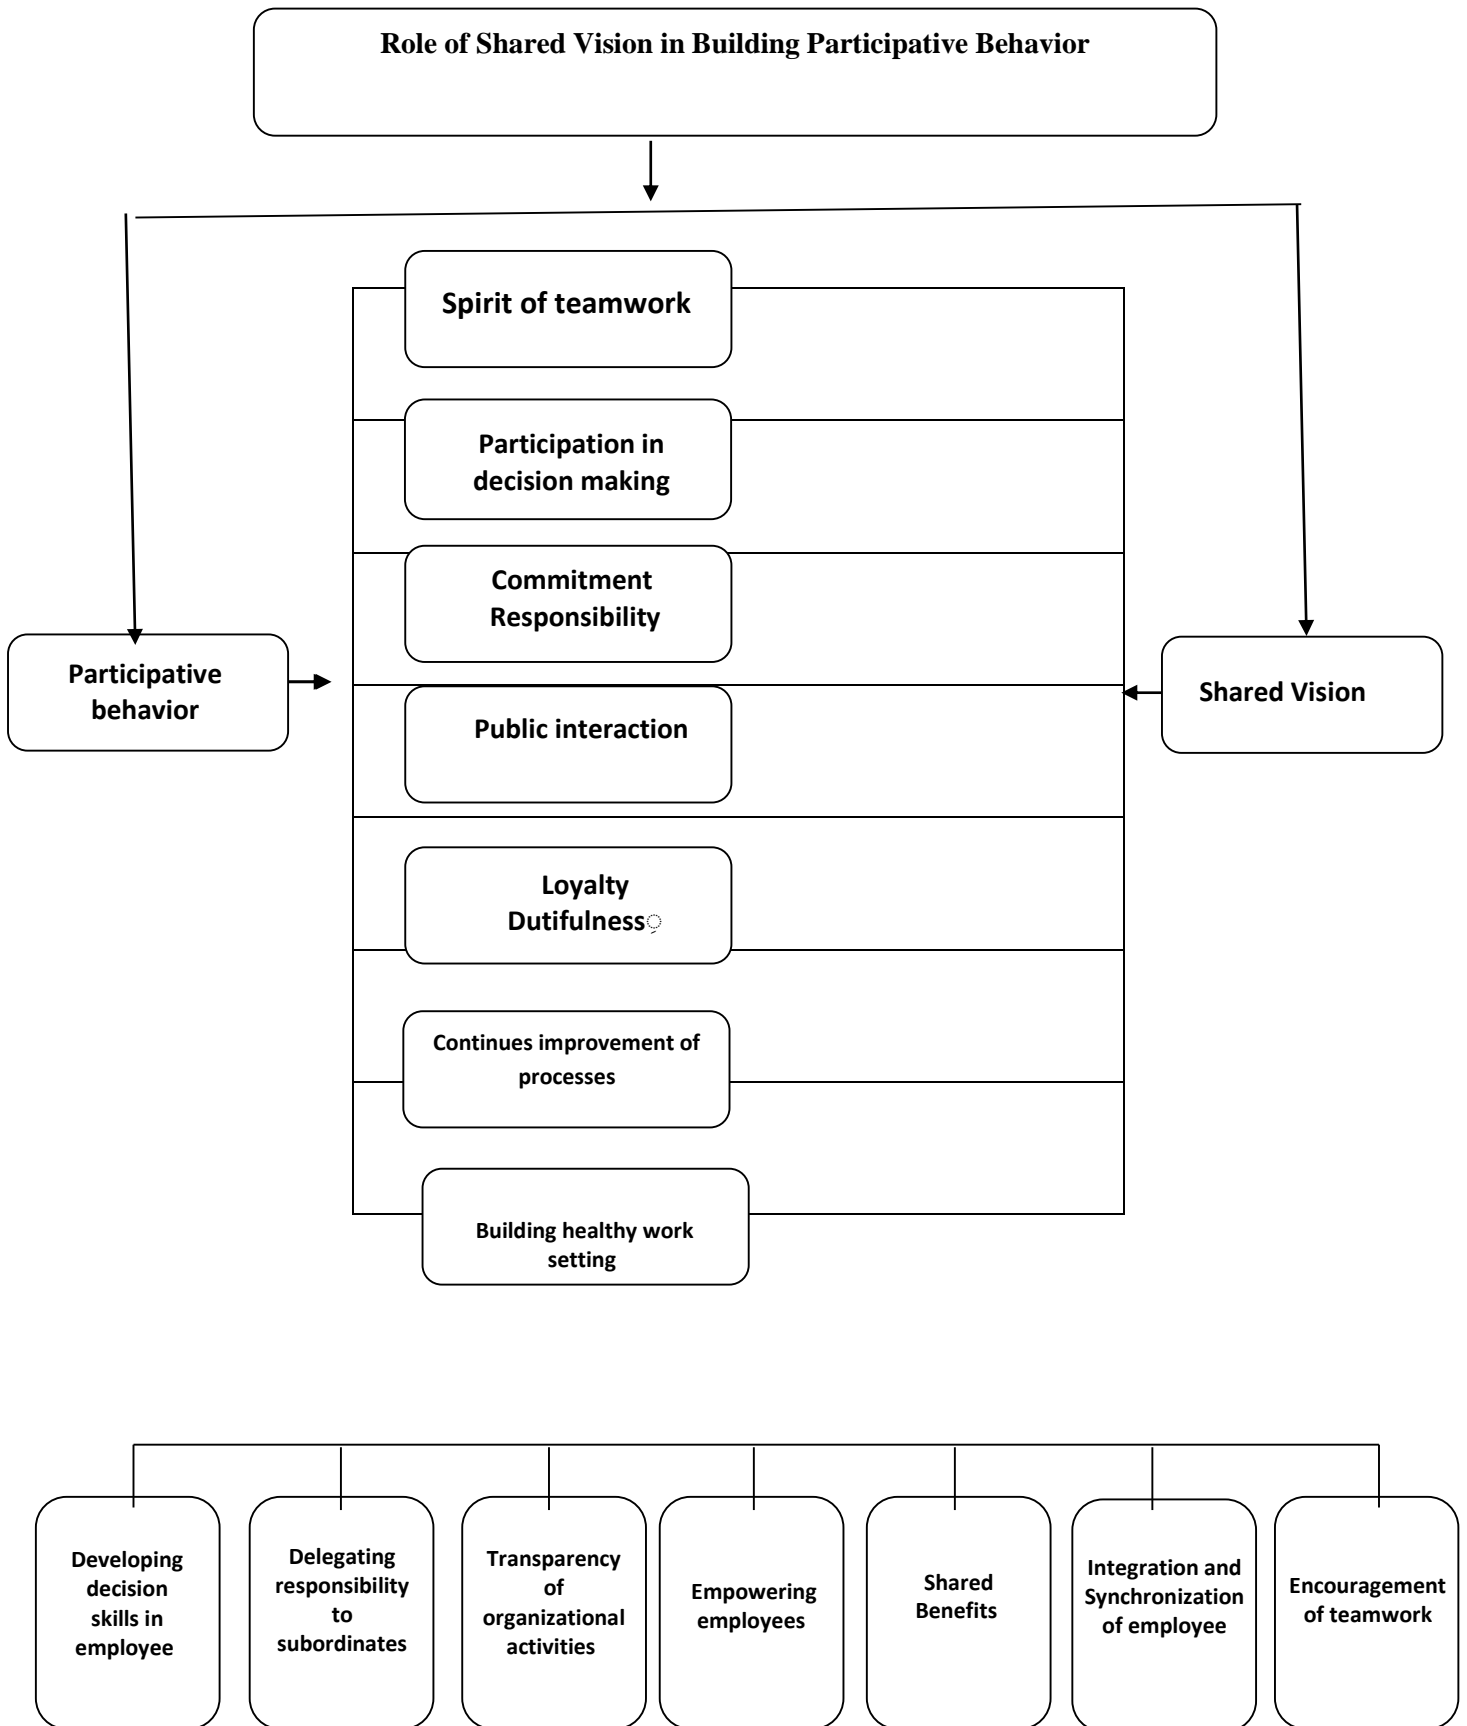 Role of Shared Vision in Building Participative Behavior
Spirit of teamwork
Participation in
decision making
Commitment
Responsibility
Participative
behavior
Shared Vision
Public interaction
Loyalty
Dutifulness़
Continues improvement of
processes
Building healthy work
setting
Developing
decision
skills in
employee
Delegating
responsibility
to
subordinates
Transparency
of
organizational
activities
Empowering
employees
Shared
Benefits
Integration and
Synchronization
of employee
Encouragement
of teamwork